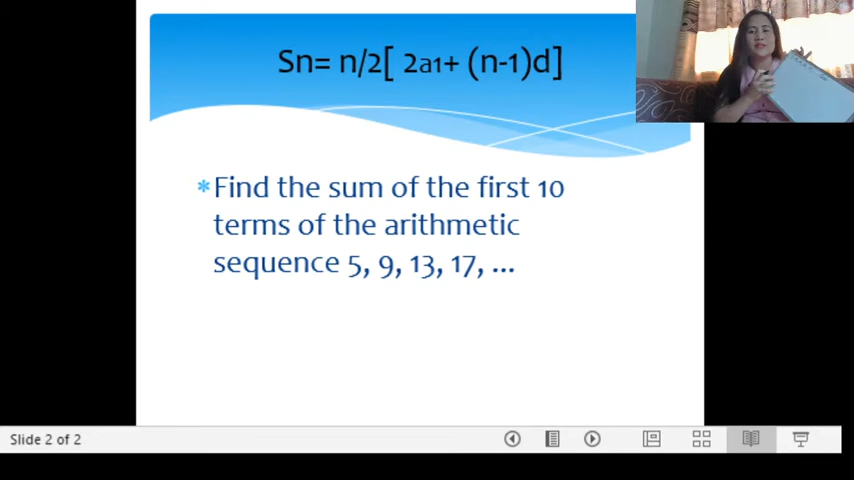 Sn= n/2[ 2a1+ (n-1)d]
*Find the sum of the first 10
terms of the arithmetic
sequence 5, 9, 13, 17, ...
Slide 2 of 2